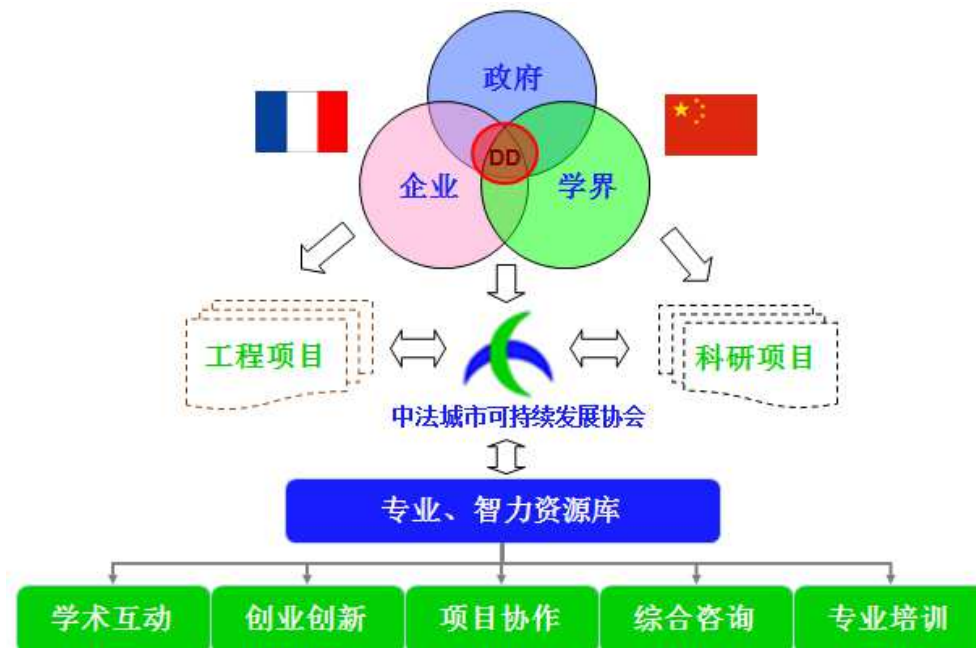 政府
DD
企业
学界
工程项目
科研项目
中法城市可持续发展协会
专业、智力资源库
学术互动
创业创新
项目协作
综合咨询
专业培训